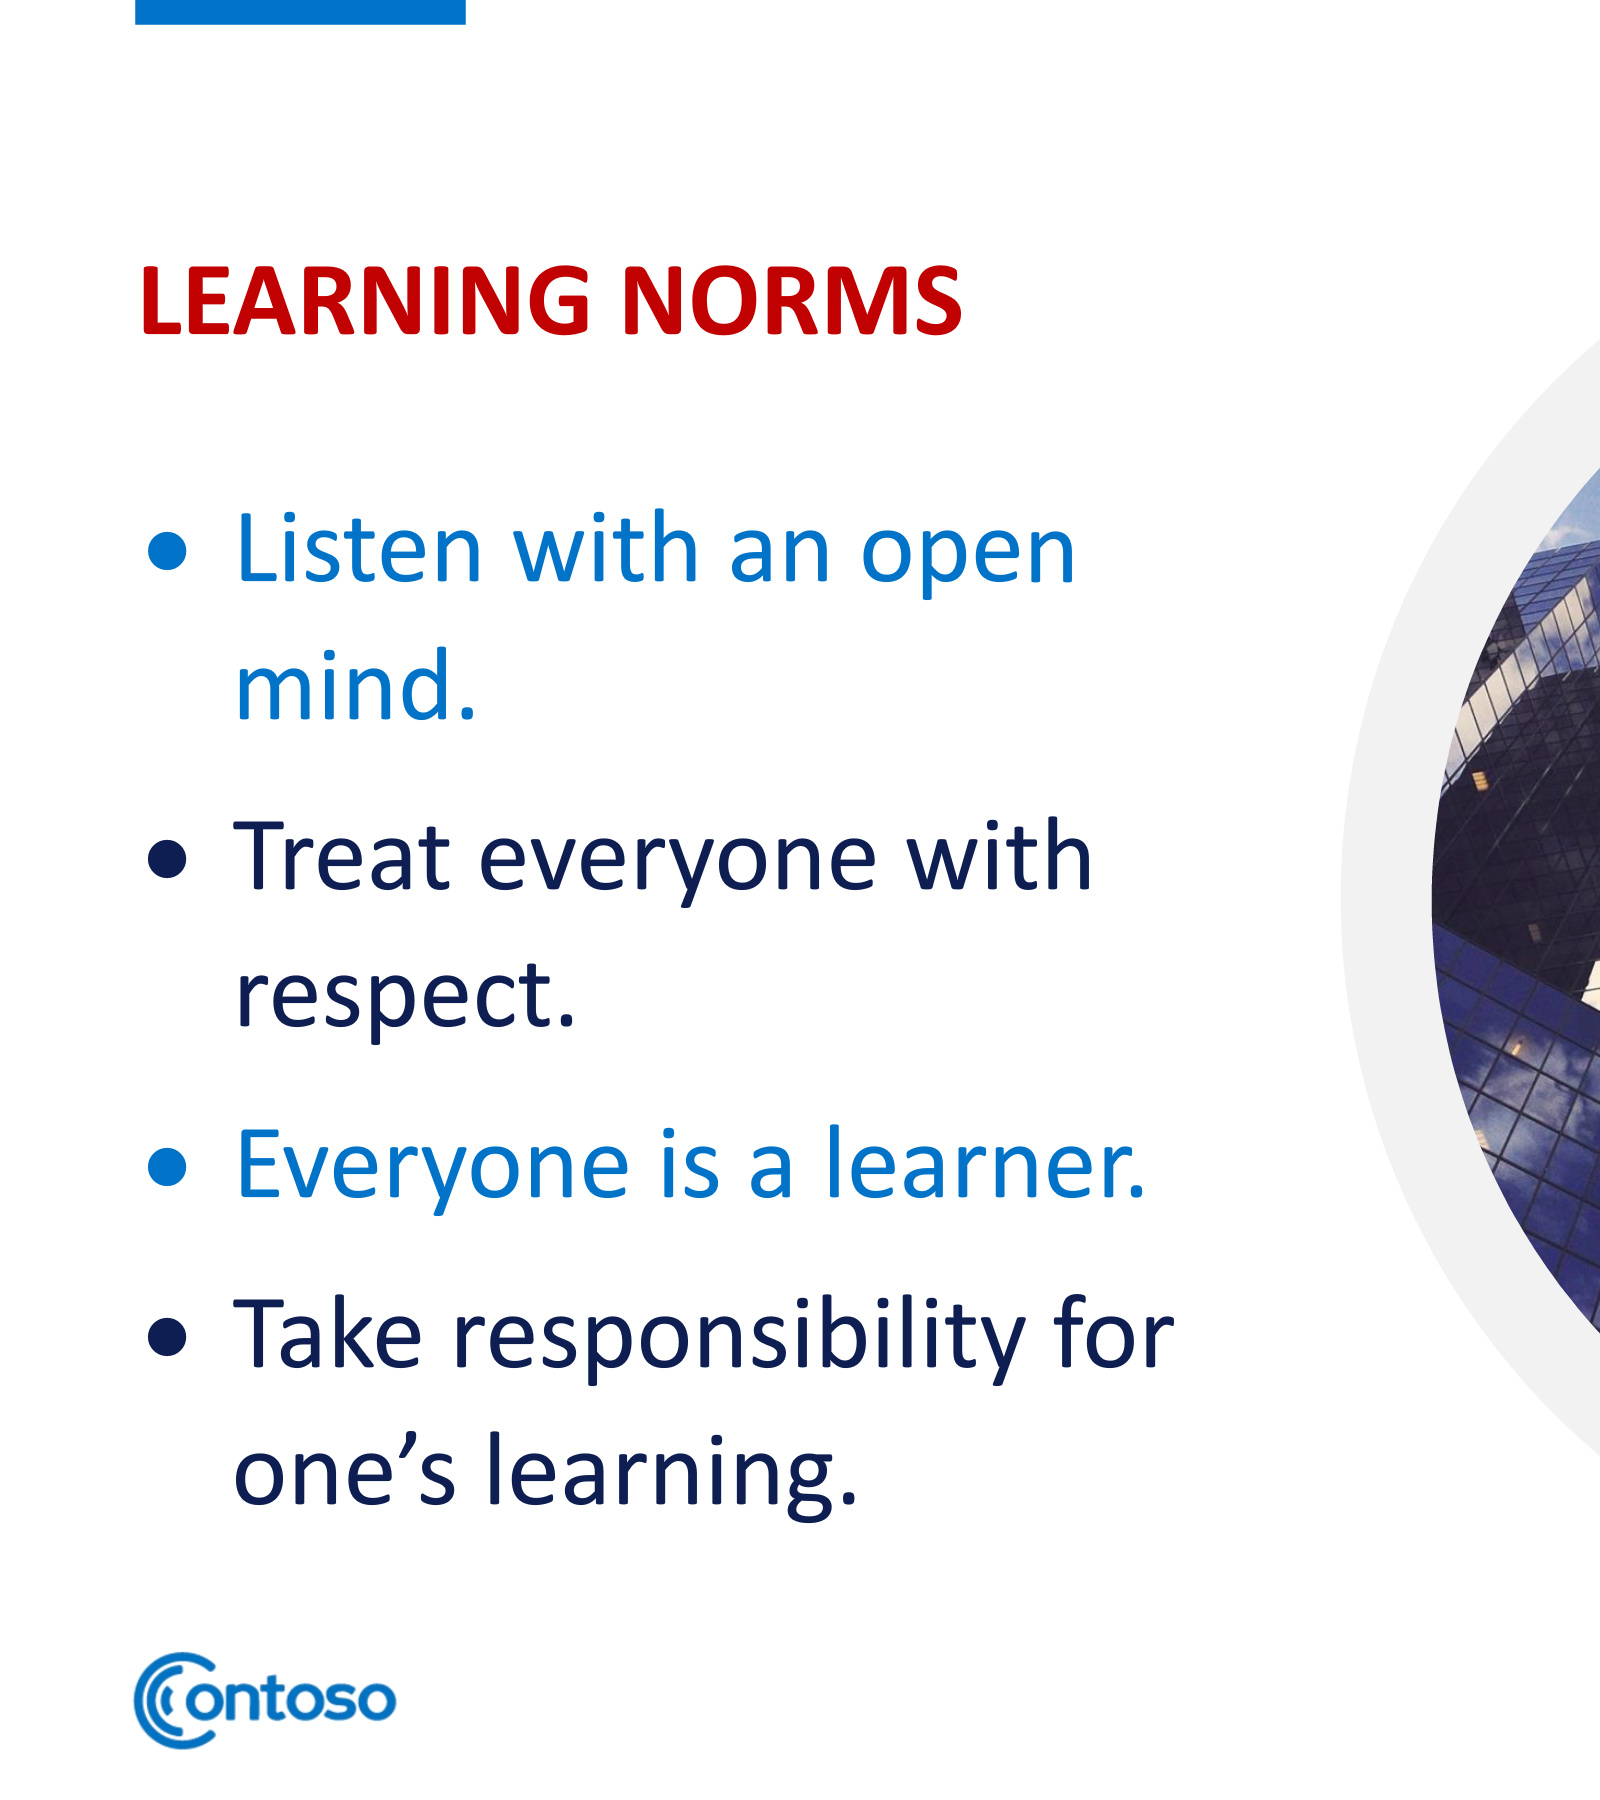 LEARNING NORMS
• Listen with an open
mind.
• Treat everyone with
respect.
• Everyone is a learner.
• Take responsibility for
one’s learning.
Contoso